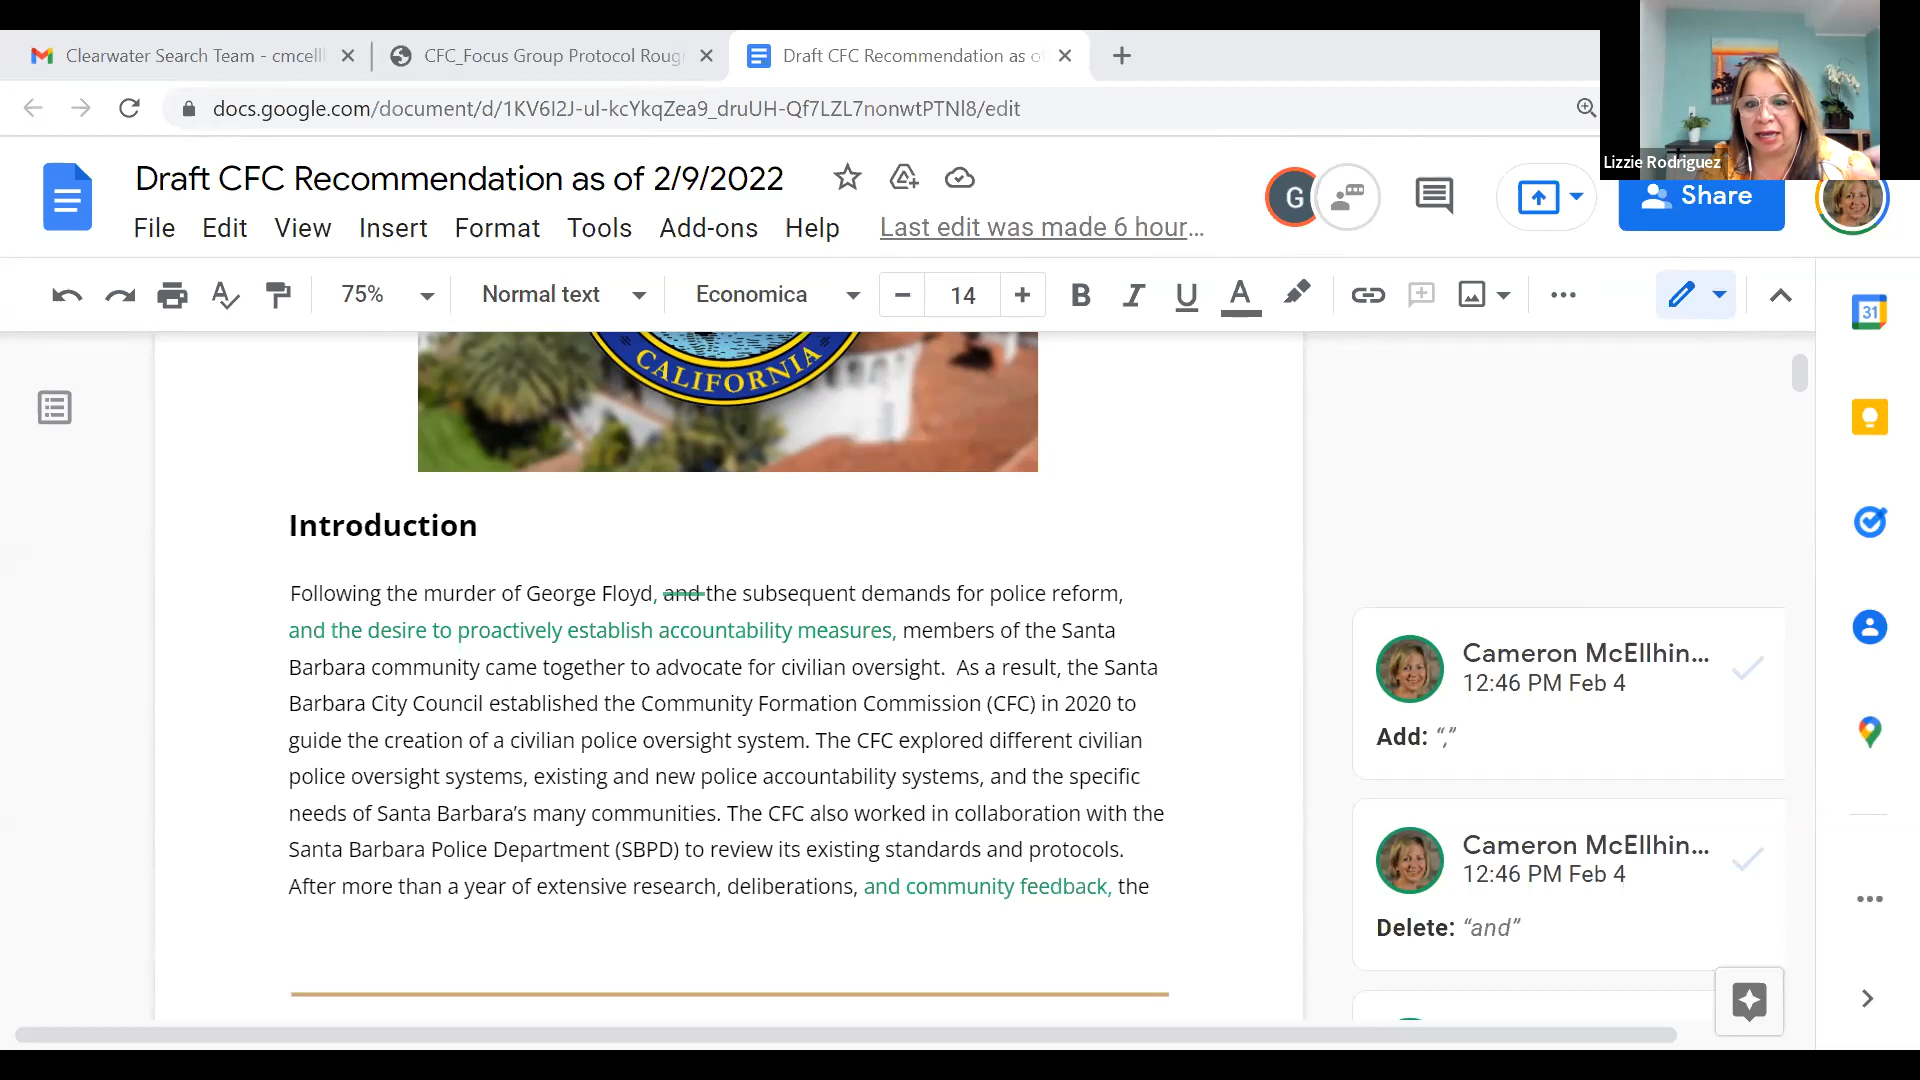 Clearwater Search Team - cmcelll
CFC_Focus Group Protocol Roug
Draft CFC Recommendation as o
docs.google.com/document/d/1KV6I2J-ul-kcYkqZea9_druUH-Qf7LZL7nonwtPTNl8/edit
Lizzie Rodriguez
Draft CFC Recommendation as of 2/9/2022
G
Share
File Edit View Insert Format Tools Add-ons Help Last edit was made 6 hour...
75% Normal text Economica 14 B I U A
31
CALIFORNIA
Introduction
Following the murder of George Floyd, and the subsequent demands for police reform,
and the desire to proactively establish accountability measures, members of the Santa
Barbara community came together to advocate for civilian oversight. As a result, the Santa
Barbara City Council established the Community Formation Commission (CFC) in 2020 to
guide the creation of a civilian police oversight system. The CFC explored different civilian
police oversight systems, existing and new police accountability systems, and the specific
needs of Santa Barbara’s many communities. The CFC also worked in collaboration with the
Santa Barbara Police Department (SBPD) to review its existing standards and protocols.
After more than a year of extensive research, deliberations, and community feedback, the
Cameron McEllhin...
12:46 PM Feb 4
Add: “,”
Cameron McEllhin...
12:46 PM Feb 4
Delete: “and”